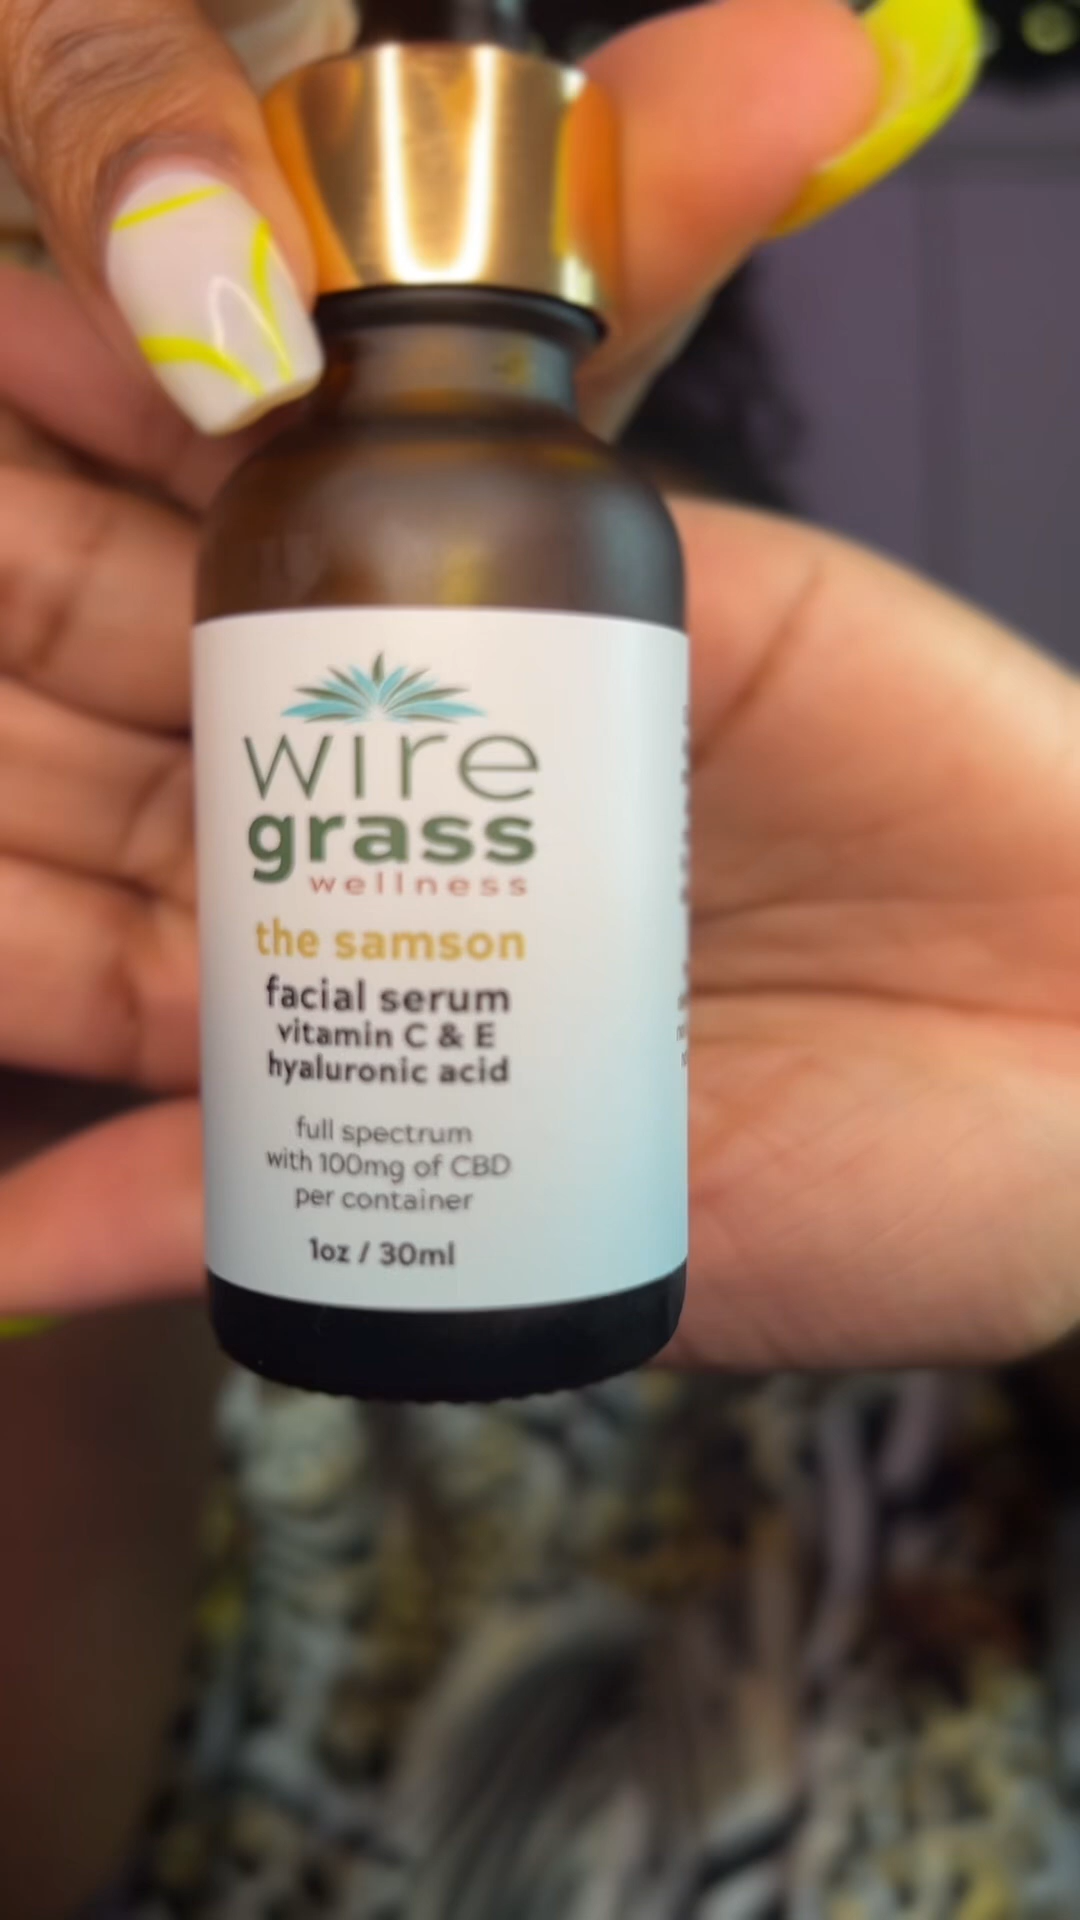 wire
grass
wellness
the samson
facial serum
vitamin C & E
hyaluronic acid
full spectrum
with 100mg of CBD
per container
1oz / 30ml